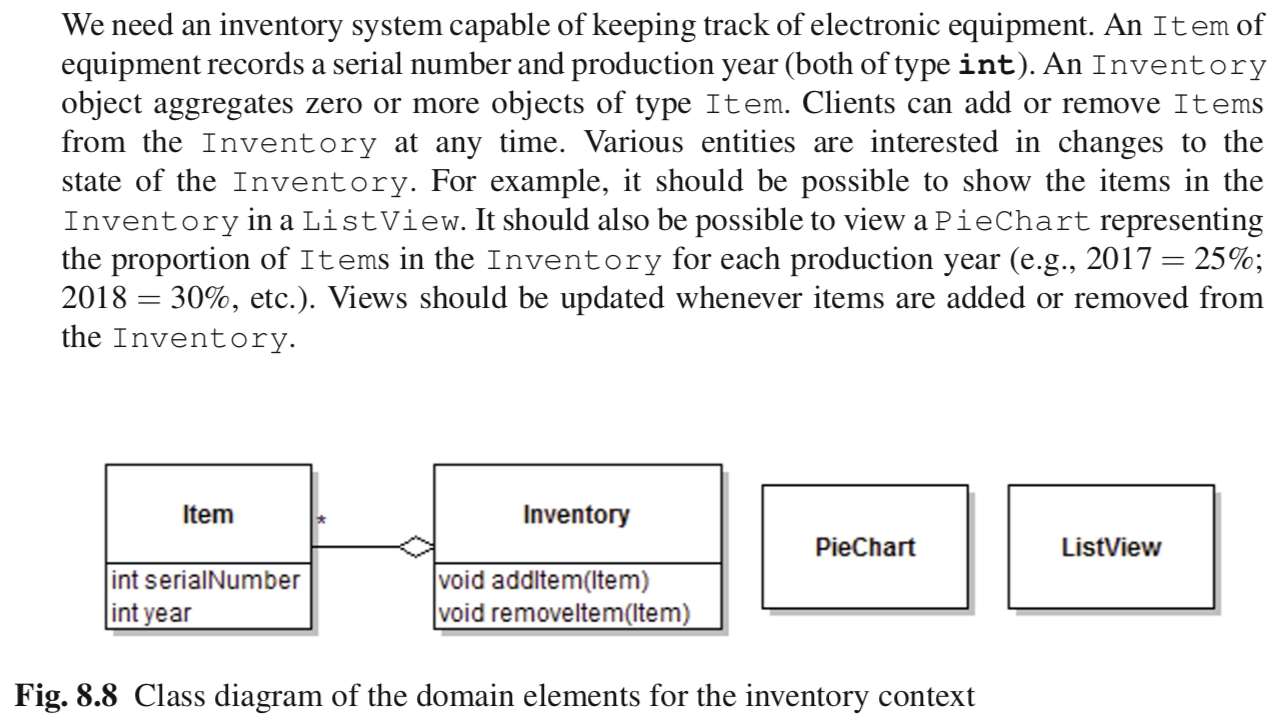 We need an inventory system capable of keeping track of electronic equipment. An Item of
equipment records a serial number and production year (both of type int). An Inventory
object aggregates zero or more objects of type Item. Clients can add or remove Items
from the Inventory at any time. Various entities are interested in changes to the
state of the Inventory. For example, it should be possible to show the items in the
Inventory in a ListView. It should also be possible to view a PieChart representing
the proportion of Items in the Inventory for each production year (e.g., 2017 = 25%;
2018 = 30%, etc.). Views should be updated whenever items are added or removed from
the Inventory.
Item
int serialNumber
int year
*
Inventory
void addItem(Item)
void removeItem(Item)
PieChart
ListView
Fig. 8.8 Class diagram of the domain elements for the inventory context